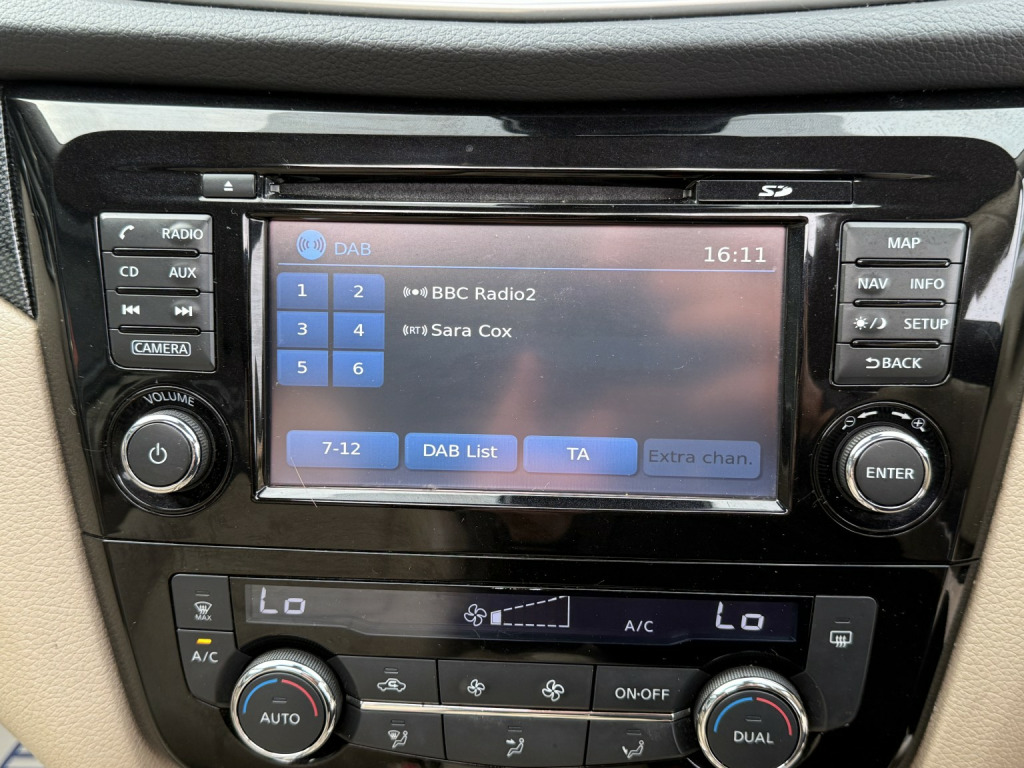 SD
RADIO
CD AUX
CAMERA
VOLUME
DAB
16:11
1 2
3 4
5 6
BBC Radio2
(RT) Sara Cox
7-12
DAB List
TA
Extra chan.
MAP
NAV INFO
SETUP
BACK
ENTER
MAX
A/C
Lo
A/C
Lo
AUTO
ON·OFF
DUAL